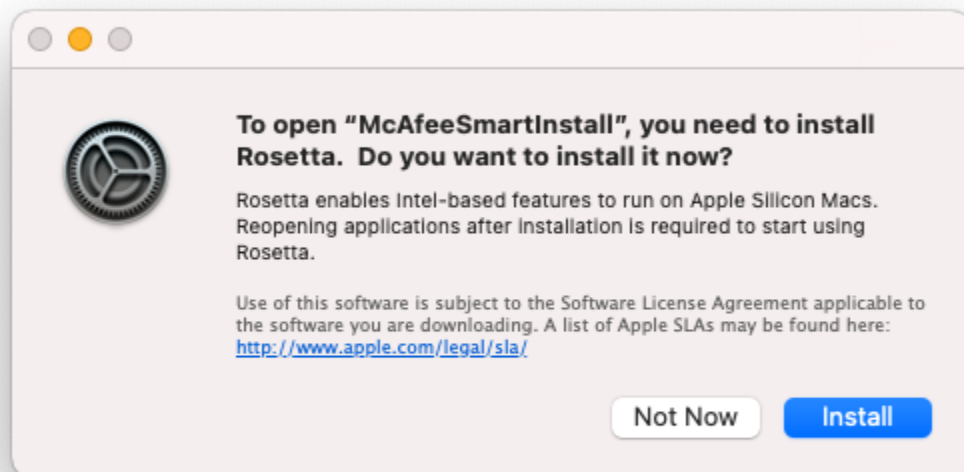 To open “McAfeeSmartInstall”, you need to install
Rosetta.  Do you want to install it now?
Rosetta enables Intel-based features to run on Apple Silicon Macs.
Reopening applications after installation is required to start using
Rosetta.
Use of this software is subject to the Software License Agreement applicable to
the software you are downloading. A list of Apple SLAs may be found here:
http://www.apple.com/legal/sla/
Not Now
Install